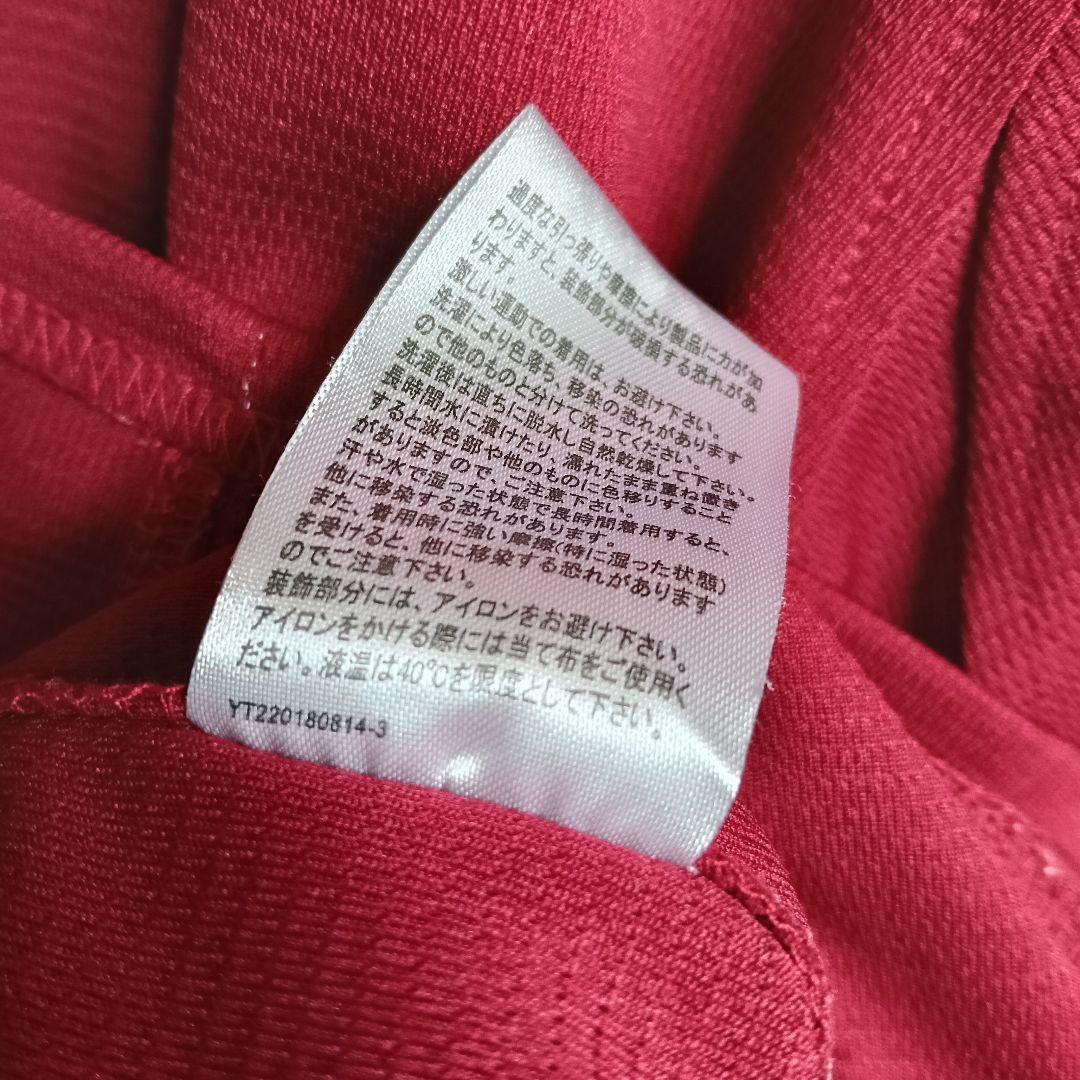 過度な引っ張りや摩擦により製品に力が加
わりますと、装飾部分が破損する恐れがあ
ります。
激しい運動での着用は、お避け下さい。
洗濯により色落ち、移染の恐れがあります
ので他のものと分けて洗ってください。
洗濯後は直ちに脱水し自然乾燥して下さい。
長時間水に漬けたり、濡れたまま重ね置き
すると淡色部や他のものに色移りすること
がありますので、ご注意下さい。
汗や水で湿った状態で長時間着用すると、
他に移染する恐れがあります。
また、着用時に強い摩擦(特に湿った状態)
を受けると、他に移染する恐れがあります
のでご注意下さい。
装飾部分には、アイロンをお避け下さい。
アイロンをかける際には当て布をご使用く
ださい。液温は40℃を限度として下さい。
YT220180814-3